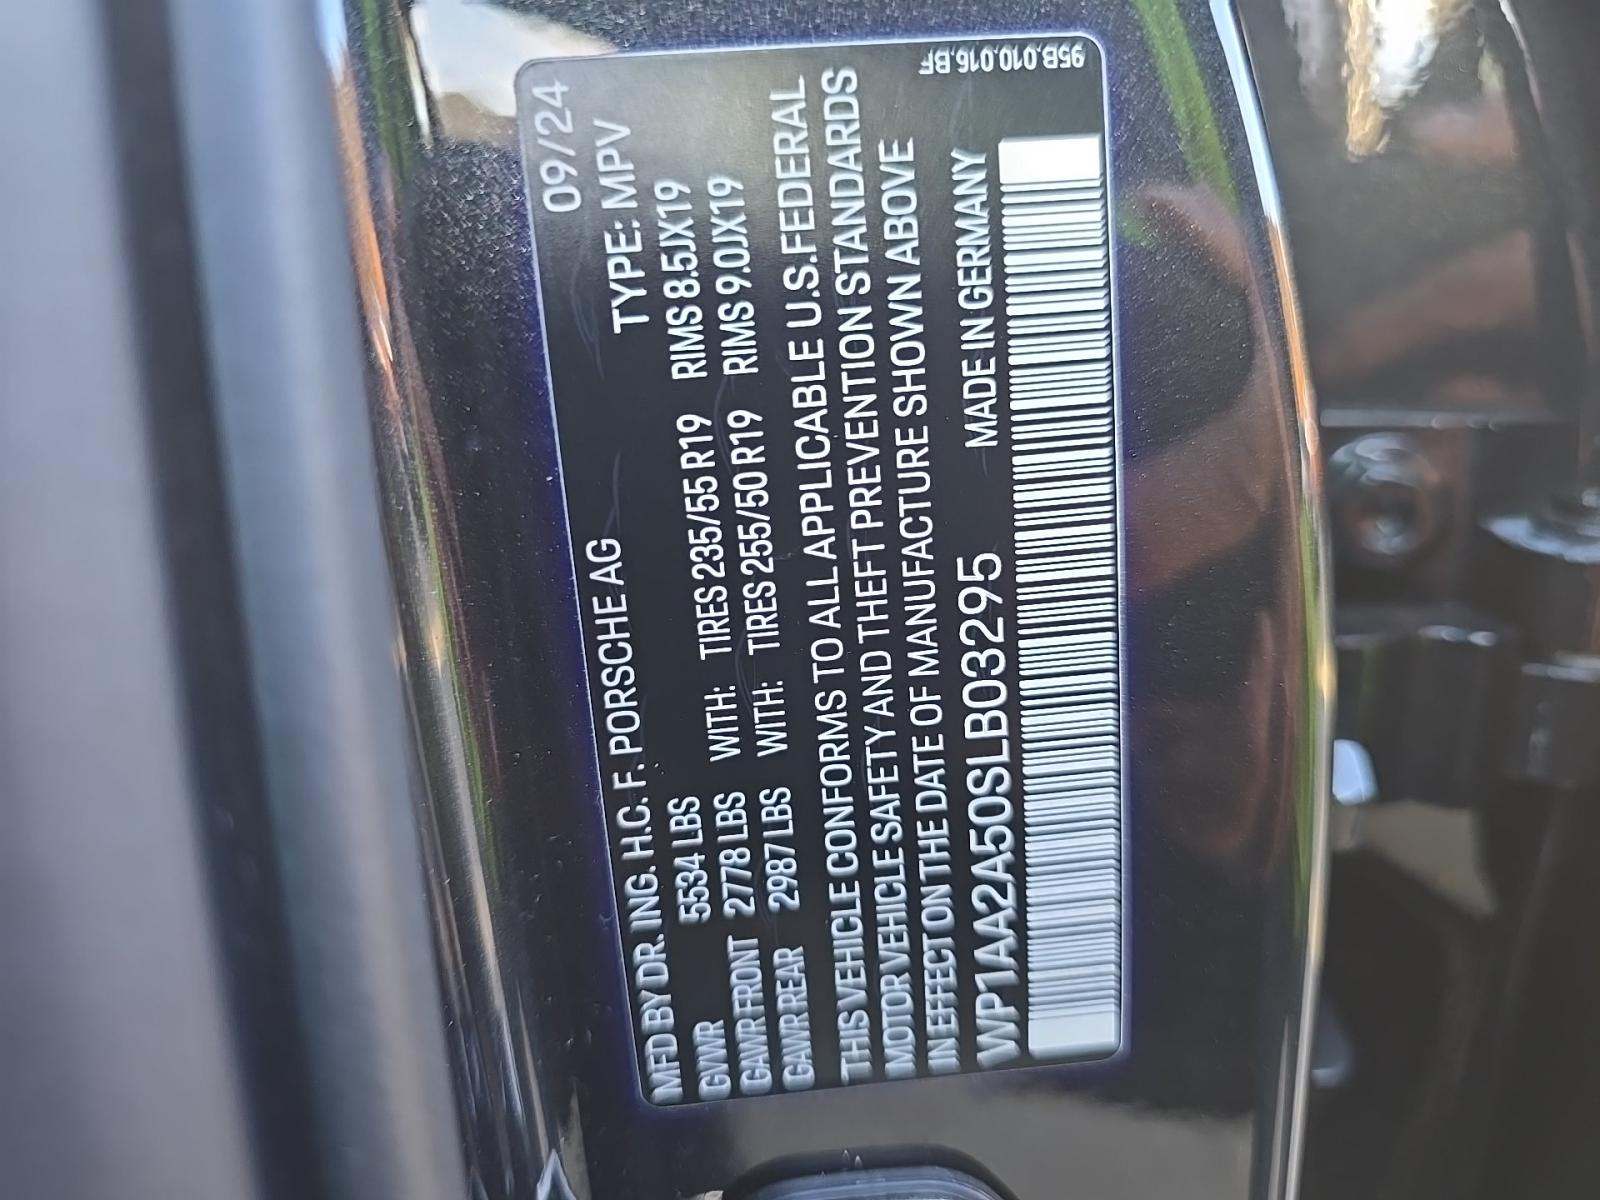 09/24
MFD BY DR. ING. H.C. F. PORSCHE AG TYPE: MPV
GVWR 5534 LBS WITH: TIRES 235/55 R19 RIMS 8.5JX19
GAWR FRONT 2778 LBS WITH: TIRES 255/50 R19 RIMS 9.0JX19
GAWR REAR 2987 LBS
THIS VEHICLE CONFORMS TO ALL APPLICABLE U.S.FEDERAL
MOTOR VEHICLE SAFETY AND THEFT PREVENTION STANDARDS
IN EFFECT ON THE DATE OF MANUFACTURE SHOWN ABOVE
WP1AA2A50SLB03295 MADE IN GERMANY
95B.010.016.BF